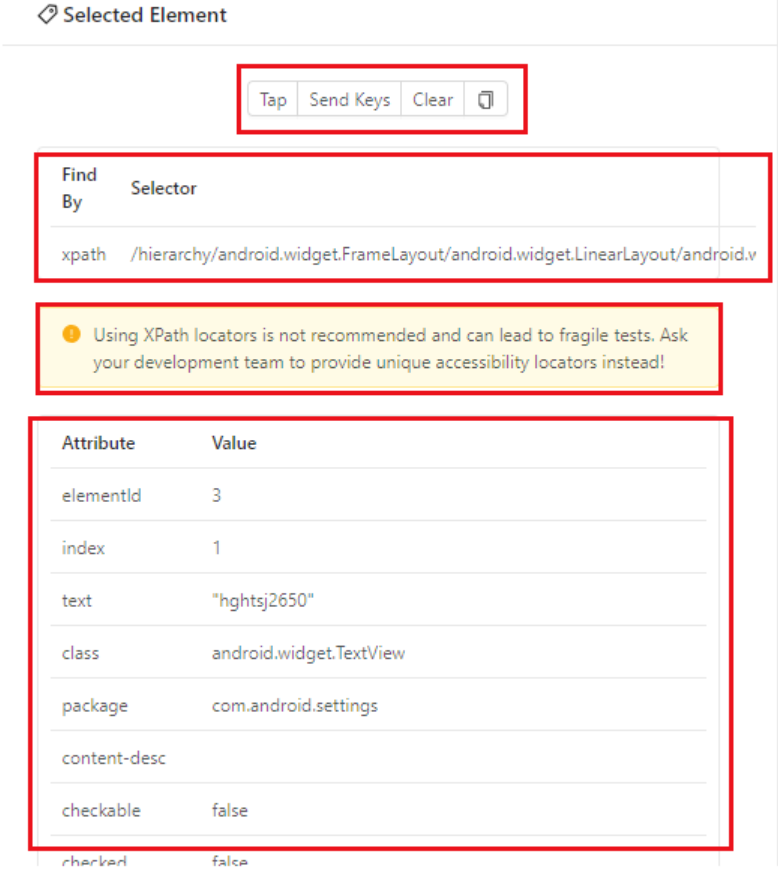 Selected Element
Tap Send Keys Clear
Find By Selector
xpath /hierarchy/android.widget.FrameLayout/android.widget.LinearLayout/android.v
Using XPath locators is not recommended and can lead to fragile tests. Ask
your development team to provide unique accessibility locators instead!
Attribute Value
elementId 3
index 1
text "hghtsj2650"
class android.widget.TextView
package com.android.settings
content-desc
checkable false
checked false